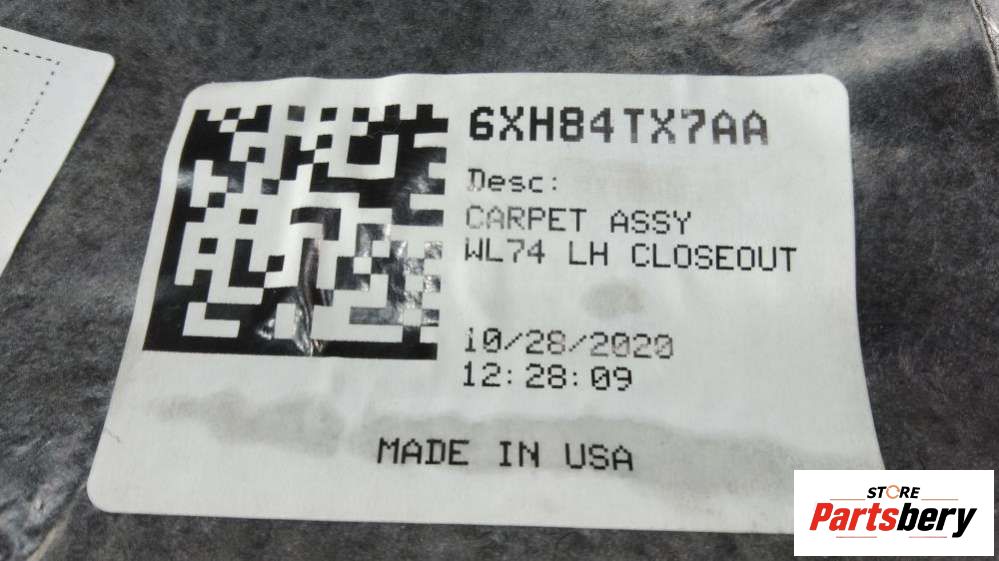 6XH84TX7AA
Desc:
CARPET ASSY
WL74 LH CLOSEOUT
10/28/2020
12:28:09
MADE IN USA
STORE
Partsbery